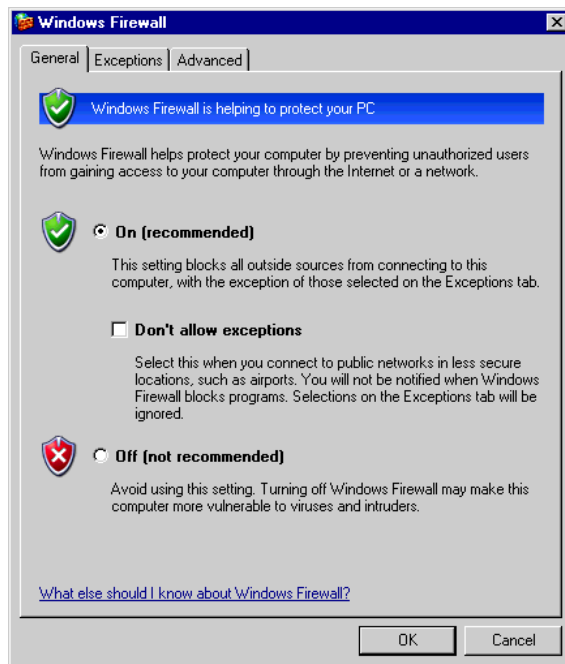 Windows Firewall
General Exceptions Advanced
Windows Firewall is helping to protect your PC
Windows Firewall helps protect your computer by preventing unauthorized users
from gaining access to your computer through the Internet or a network.
On (recommended)
This setting blocks all outside sources from connecting to this
computer, with the exception of those selected on the Exceptions tab.
Don't allow exceptions
Select this when you connect to public networks in less secure
locations, such as airports. You will not be notified when Windows
Firewall blocks programs. Selections on the Exceptions tab will be
ignored.
Off (not recommended)
Avoid using this setting. Turning off Windows Firewall may make this
computer more vulnerable to viruses and intruders.
What else should I know about Windows Firewall?
OK Cancel